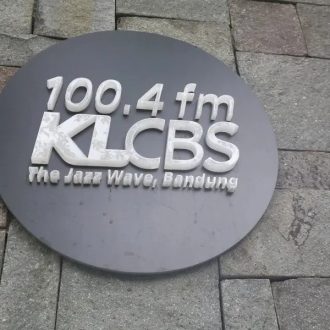 100.4 fm
KLCBS
The Jazz Wave, Bandung